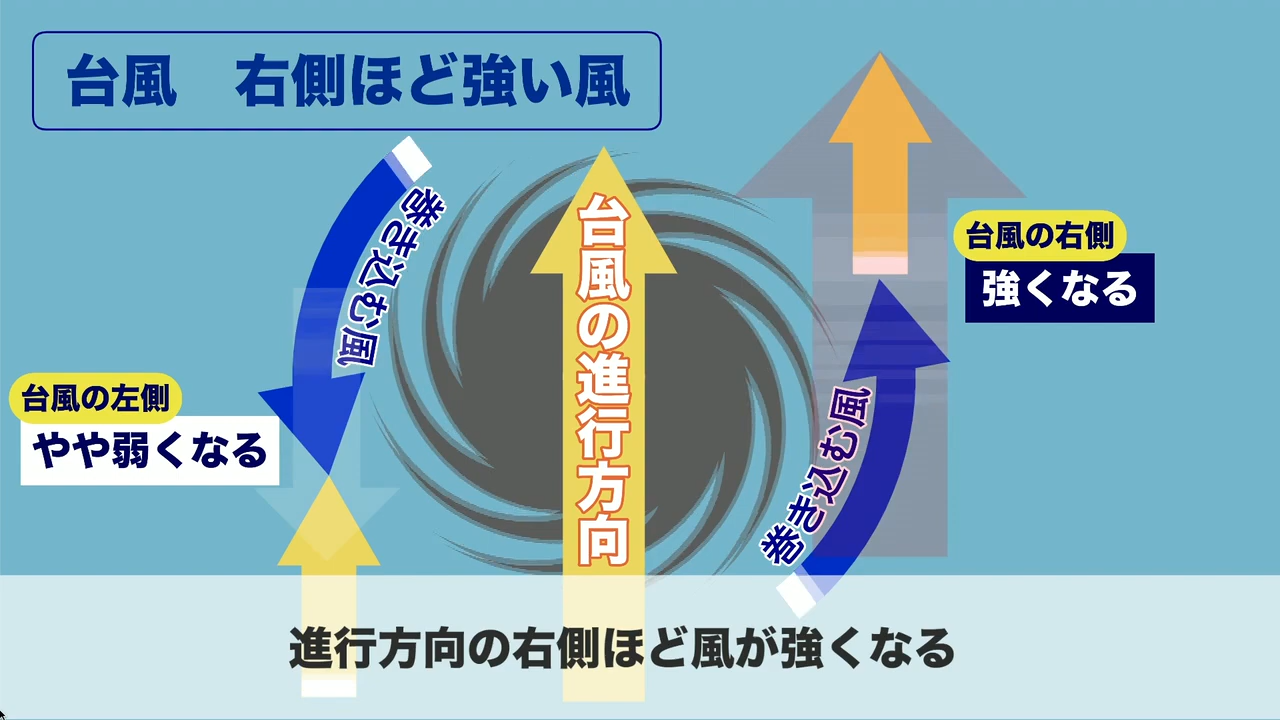 台風　右側ほど強い風
巻き込む風
台風の進行方向
台風の右側
強くなる
台風の左側
やや弱くなる
巻き込む風
進行方向の右側ほど風が強くなる